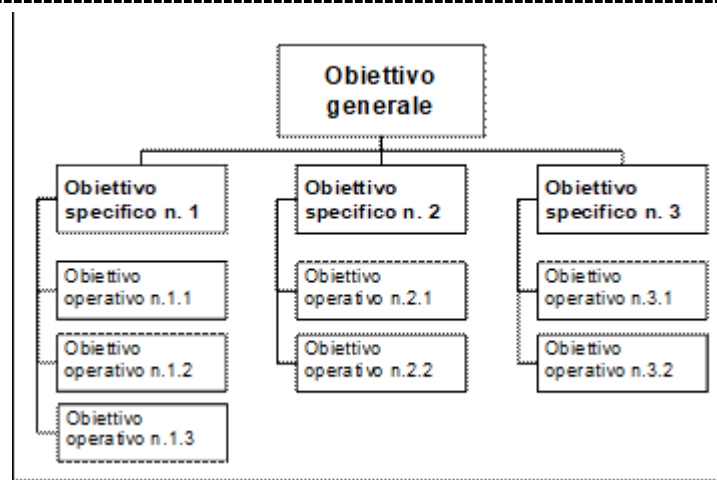 Obiettivo
generale
Obiettivo
specifico n. 1
Obiettivo
specifico n. 2
Obiettivo
specifico n. 3
Obiettivo
operativo n.1.1
Obiettivo
operativo n.2.1
Obiettivo
operativo n.3.1
Obiettivo
operativo n.1.2
Obiettivo
operativo n.2.2
Obiettivo
operativo n.3.2
Obiettivo
operativo n.1.3